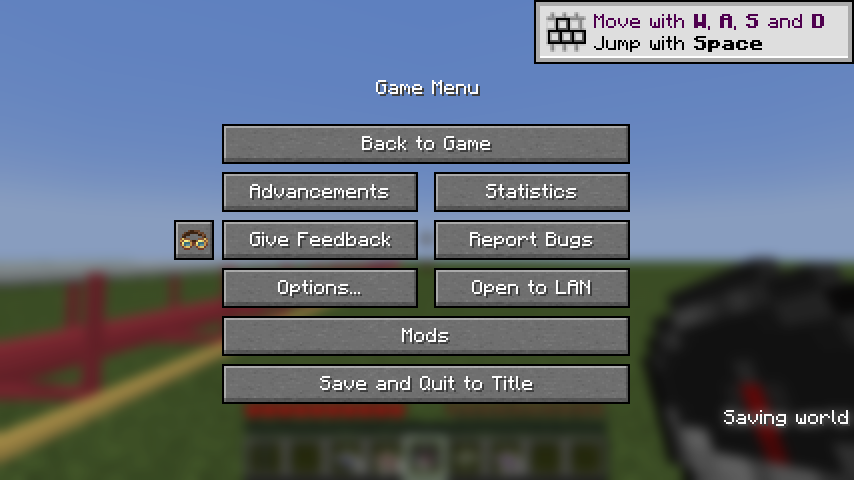 Move with W, A, S and D
Jump with Space
Game Menu
Back to Game
Advancements
Statistics
Give Feedback
Report Bugs
Options...
Open to LAN
Mods
Save and Quit to Title
Saving world